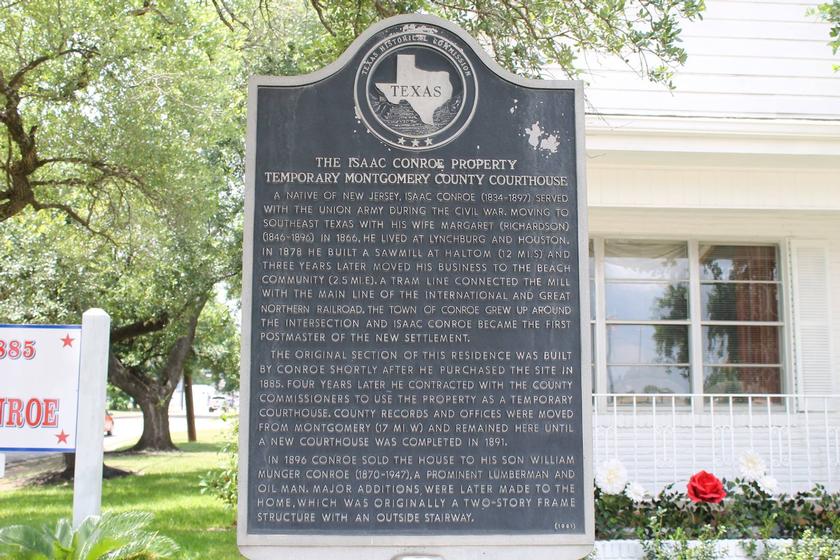 TEXAS HISTORICAL COMMISSION
TEXAS
THE ISAAC CONROE PROPERTY
TEMPORARY MONTGOMERY COUNTY COURTHOUSE
A NATIVE OF NEW JERSEY, ISAAC CONROE (1834-1897) SERVED
WITH THE UNION ARMY DURING THE CIVIL WAR. MOVING TO
SOUTHEAST TEXAS WITH HIS WIFE MARGARET (RICHARDSON)
(1846-1896) IN 1866, HE LIVED AT LYNCHBURG AND HOUSTON.
IN 1878 HE BUILT A SAWMILL AT HALTOM (12 MI.S) AND
THREE YEARS LATER MOVED HIS BUSINESS TO THE BEACH
COMMUNITY (2.5 MI.E). A TRAM LINE CONNECTED THE MILL
WITH THE MAIN LINE OF THE INTERNATIONAL AND GREAT
NORTHERN RAILROAD. THE TOWN OF CONROE GREW UP AROUND
THE INTERSECTION AND ISAAC CONROE BECAME THE FIRST
POSTMASTER OF THE NEW SETTLEMENT.
THE ORIGINAL SECTION OF THIS RESIDENCE WAS BUILT
BY CONROE SHORTLY AFTER HE PURCHASED THE SITE IN
1885. FOUR YEARS LATER HE CONTRACTED WITH THE COUNTY
COMMISSIONERS TO USE THE PROPERTY AS A TEMPORARY
COURTHOUSE. COUNTY RECORDS AND OFFICES WERE MOVED
FROM MONTGOMERY (17 MI.W) AND REMAINED HERE UNTIL
A NEW COURTHOUSE WAS COMPLETED IN 1891.
IN 1896 CONROE SOLD THE HOUSE TO HIS SON WILLIAM
MUNGER CONROE (1870-1947), A PROMINENT LUMBERMAN AND
OIL MAN. MAJOR ADDITIONS WERE LATER MADE TO THE
HOME, WHICH WAS ORIGINALLY A TWO-STORY FRAME
STRUCTURE WITH AN OUTSIDE STAIRWAY.
(1981)
885
NROE